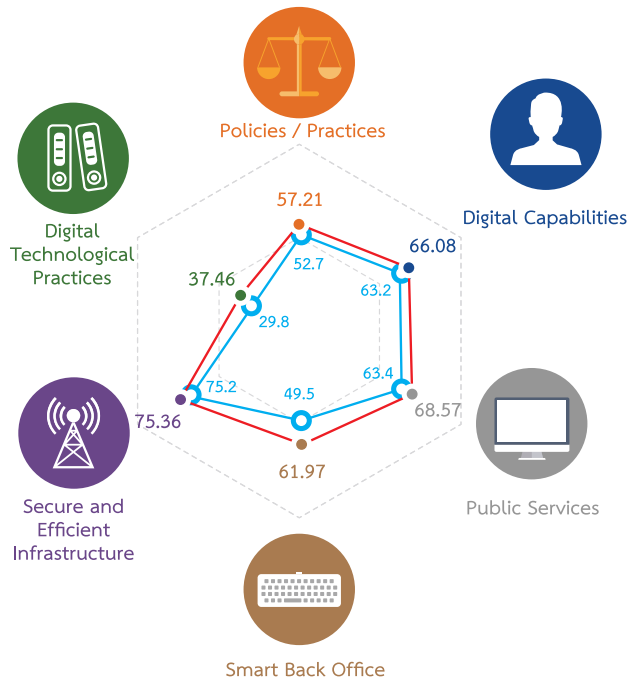 Policies / Practices
57.21
52.7
Digital Capabilities
66.08
63.2
Public Services
68.57
63.4
Smart Back Office
61.97
49.5
Secure and
Efficient
Infrastructure
75.36
75.2
Digital
Technological
Practices
37.46
29.8